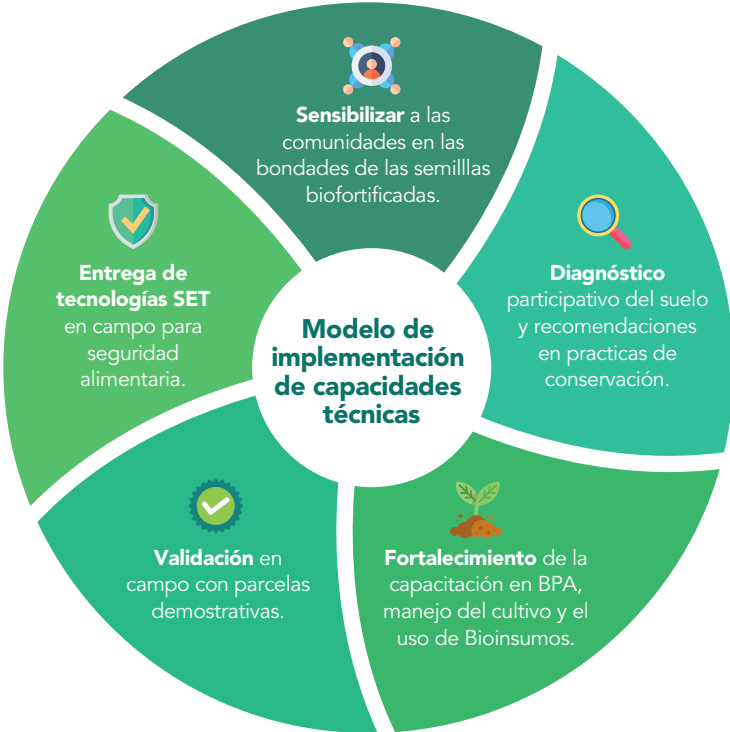 Sensibilizar a las
comunidades en las
bondades de las semilllas
biofortificadas.
Diagnóstico
participativo del suelo
y recomendaciones
en practicas de
conservación.
Fortalecimiento de la
capacitación en BPA,
manejo del cultivo y el
uso de Bioinsumos.
Validación en
campo con parcelas
demostrativas.
Entrega de
tecnologías SET
en campo para
seguridad
alimentaria.
Modelo de
implementación
de capacidades
técnicas